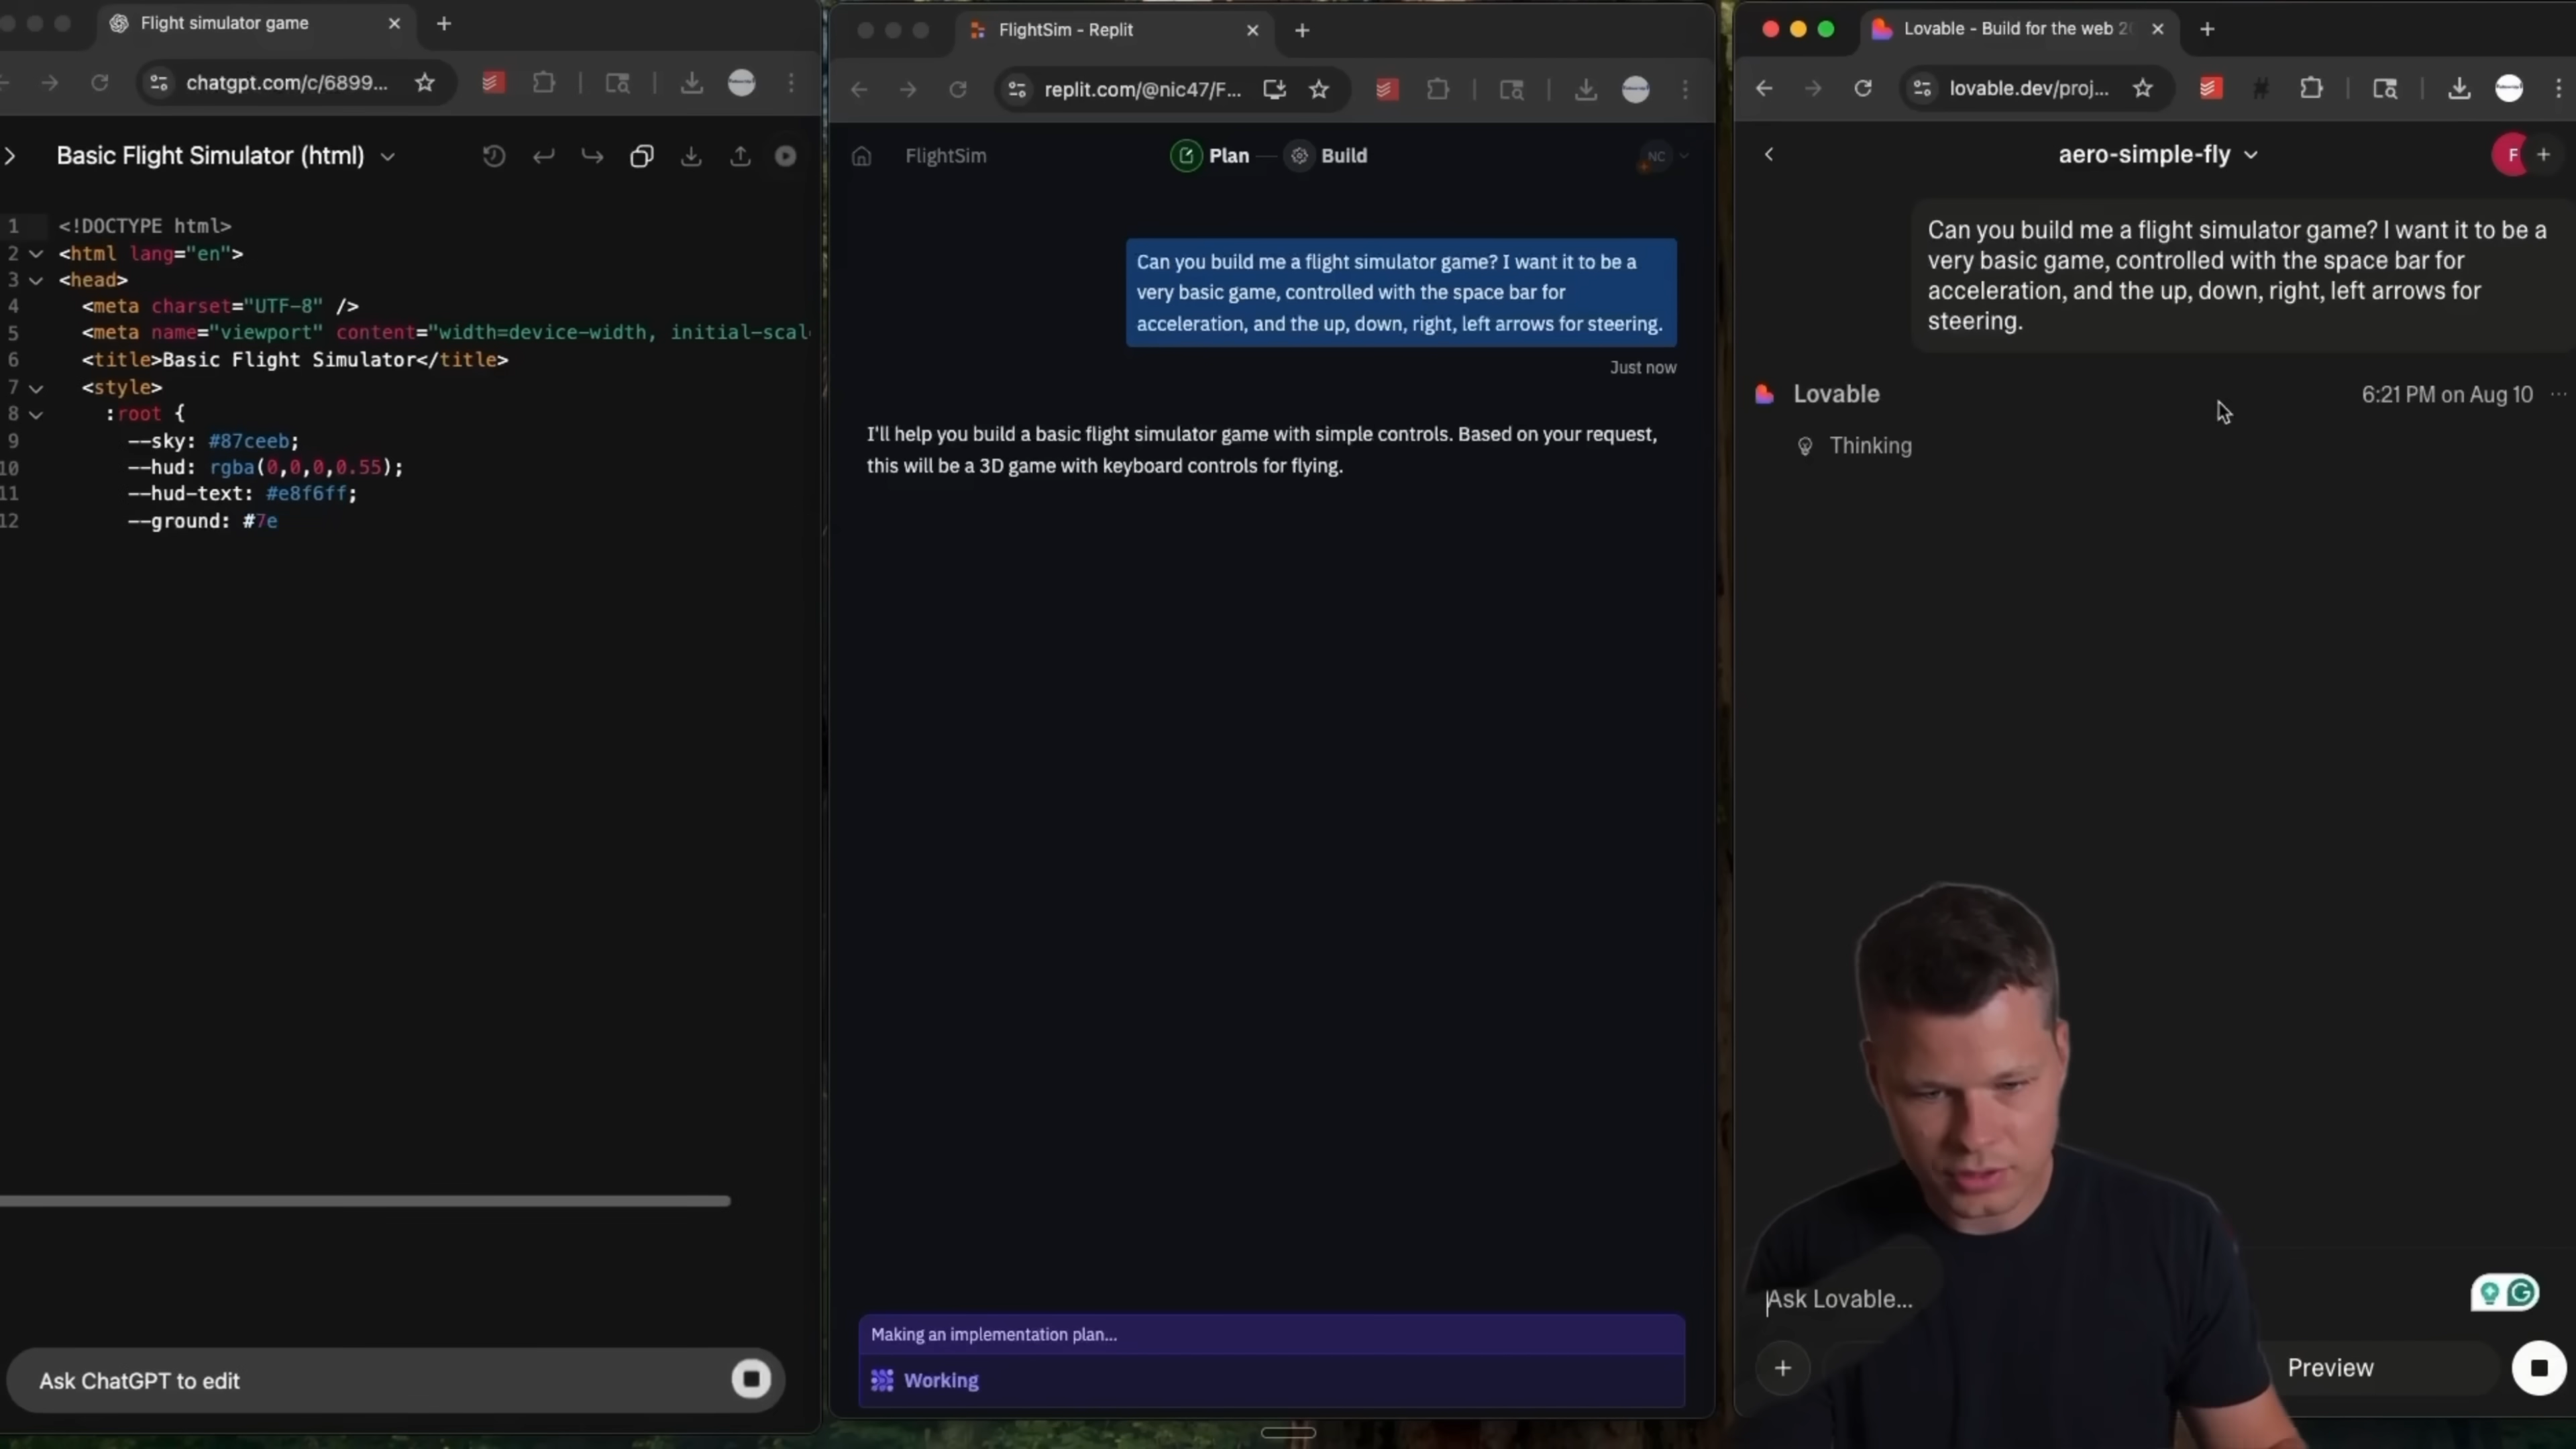 Flight simulator game
chatgpt.com/c/6899...
Basic Flight Simulator (html)
1 <!DOCTYPE html>
2 <html lang="en">
3 <head>
4 <meta charset="UTF-8" />
5 <meta name="viewport" content="width=device-width, initial-scal
6 <title>Basic Flight Simulator</title>
7 <style>
8 :root {
9 --sky: #87ceeb;
10 --hud: rgba(0,0,0,0.55);
11 --hud-text: #e8f6ff;
12 --ground: #7e
Ask ChatGPT to edit
FlightSim - Replit
replit.com/@nic47/F...
FlightSim
Plan
Build
NC
Can you build me a flight simulator game? I want it to be a
very basic game, controlled with the space bar for
acceleration, and the up, down, right, left arrows for steering.
Just now
I'll help you build a basic flight simulator game with simple controls. Based on your request,
this will be a 3D game with keyboard controls for flying.
Making an implementation plan...
Working
Lovable - Build for the web 2
lovable.dev/proj...
aero-simple-fly
F
Can you build me a flight simulator game? I want it to be a
very basic game, controlled with the space bar for
acceleration, and the up, down, right, left arrows for
steering.
Lovable
6:21 PM on Aug 10
Thinking
Ask Lovable...
Preview